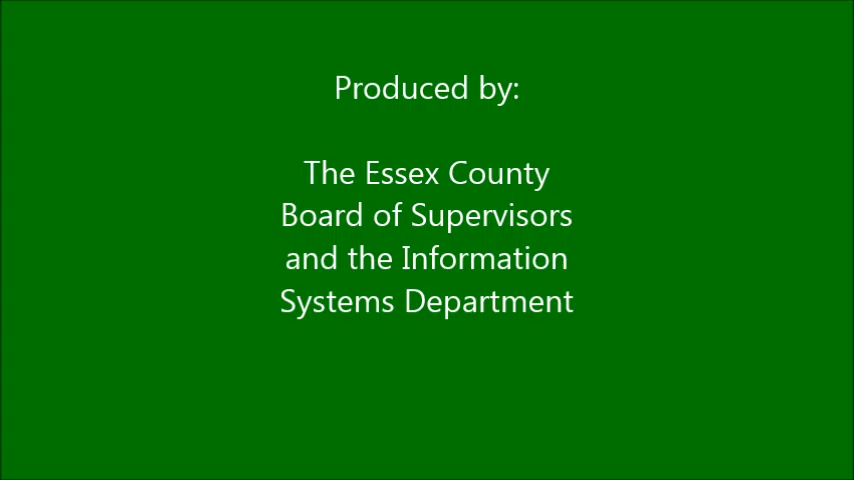 Produced by:
The Essex County
Board of Supervisors
and the Information
Systems Department